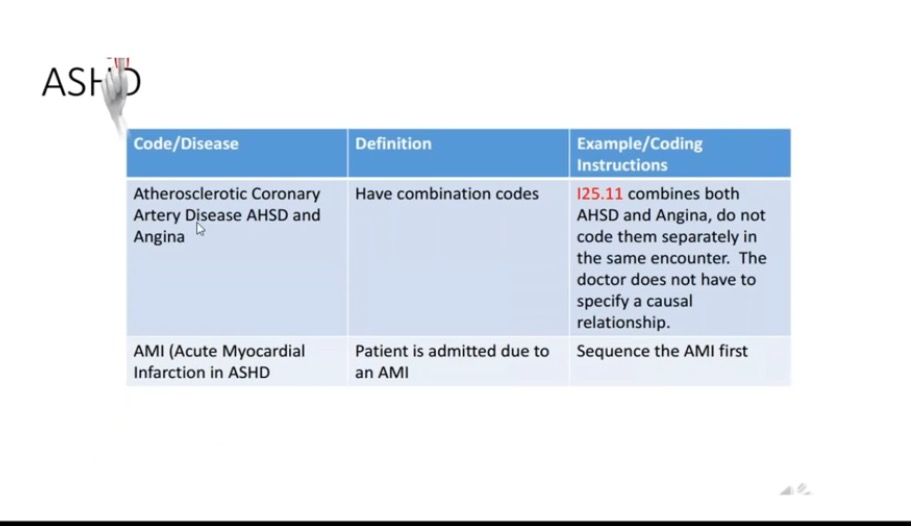 ASHD
Code/Disease
Definition
Example/Coding
Instructions
Atherosclerotic Coronary
Artery Disease AHSD and
Angina
Have combination codes
I25.11 combines both
AHSD and Angina, do not
code them separately in
the same encounter.  The
doctor does not have to
specify a causal
relationship.
AMI (Acute Myocardial
Infarction in ASHD
Patient is admitted due to
an AMI
Sequence the AMI first